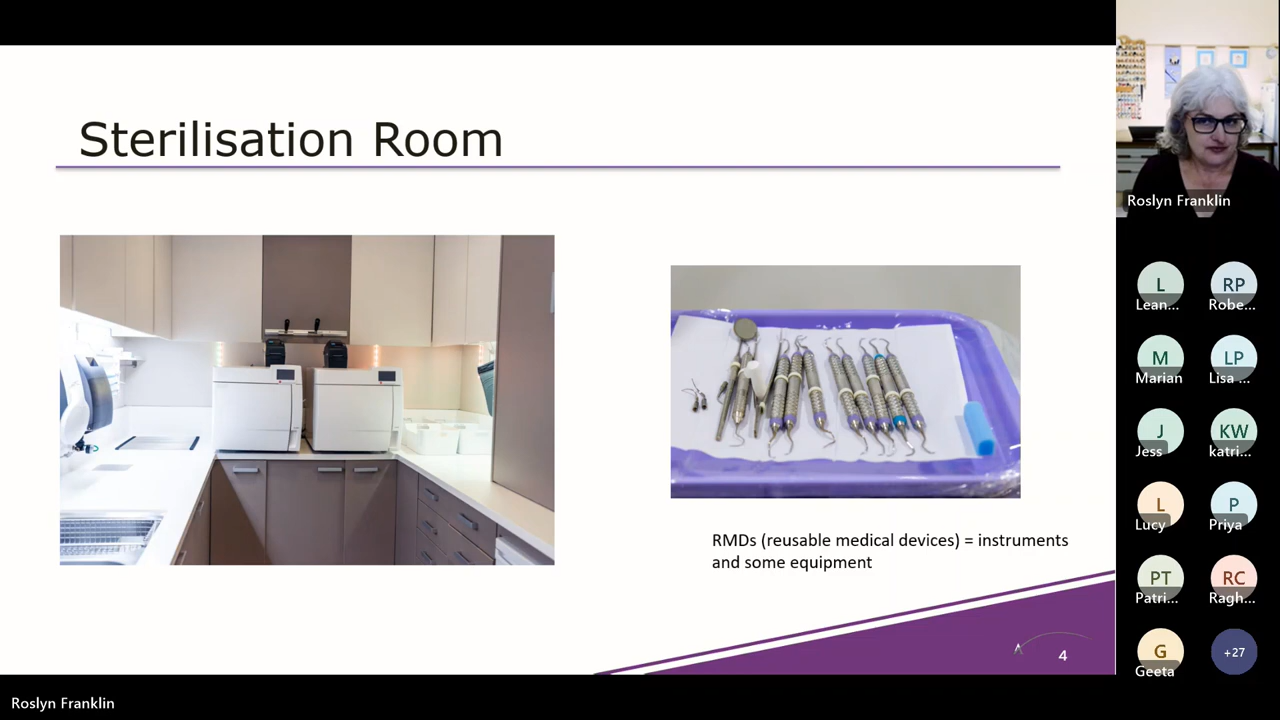 Sterilisation Room
RMDs (reusable medical devices) = instruments
and some equipment
4
Roslyn Franklin
L
Lean...
RP
Robe...
M
Marian
LP
Lisa ...
J
Jess
KW
katri...
L
Lucy
P
Priya
PT
Patri...
RC
Ragh...
G
Geeta
+27
Roslyn Franklin